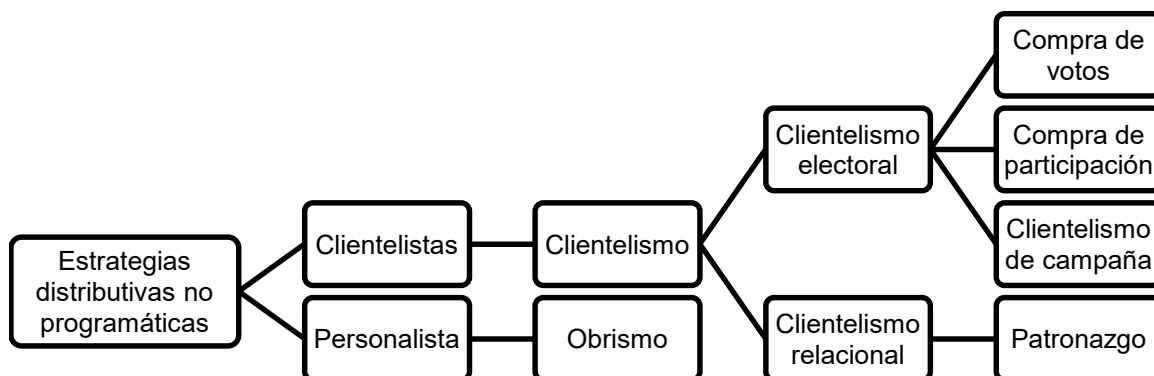 Estrategias
distributivas no
programáticas
Clientelistas
Personalista
Clientelismo
Obrismo
Clientelismo
electoral
Clientelismo
relacional
Compra de
votos
Compra de
participación
Clientelismo
de campaña
Patronazgo